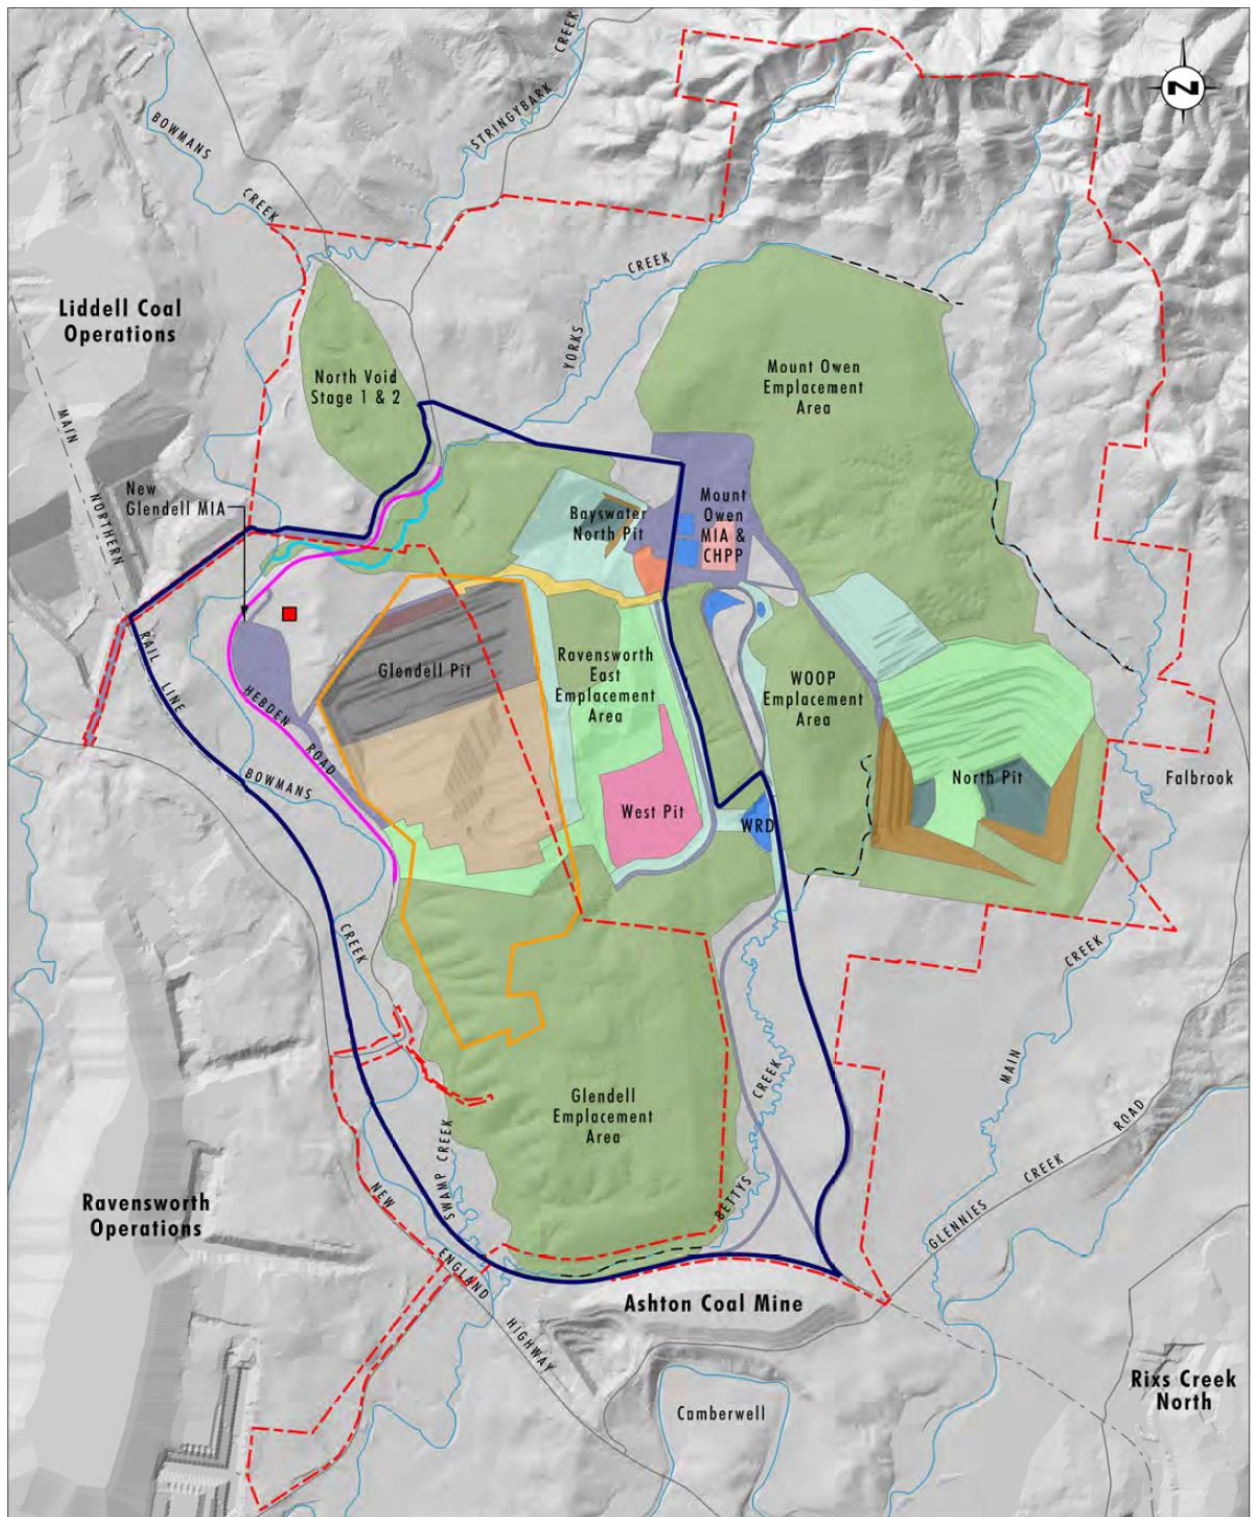 CREEK
STRINGYBARK
BOWMANS
CREEK
N
CREEK
YORKS
Liddell Coal
Operations
North Void
Stage 1 & 2
Mount Owen
Emplacement
Area
MAIN
NORTHERN
New
Glendell MIA
Bayswater
North Pit
Mount
Owen
MIA &
CHPP
RAIL
LINE
Glendell Pit
Ravensworth
East
Emplacement
Area
WOOP
Emplacement
Area
HEBDEN
ROAD
BOWMANS
West Pit
WRD
North Pit
Falbrook
CREEK
CREEK
MAIN
CREEK
Glendell
Emplacement
Area
SWAMP CREEK
BETTYS
ROAD
CREEK
GLENNIES
Ravensworth
Operations
NEW
ENGLAND
HIGHWAY
Ashton Coal Mine
Camberwell
Rixs Creek
North